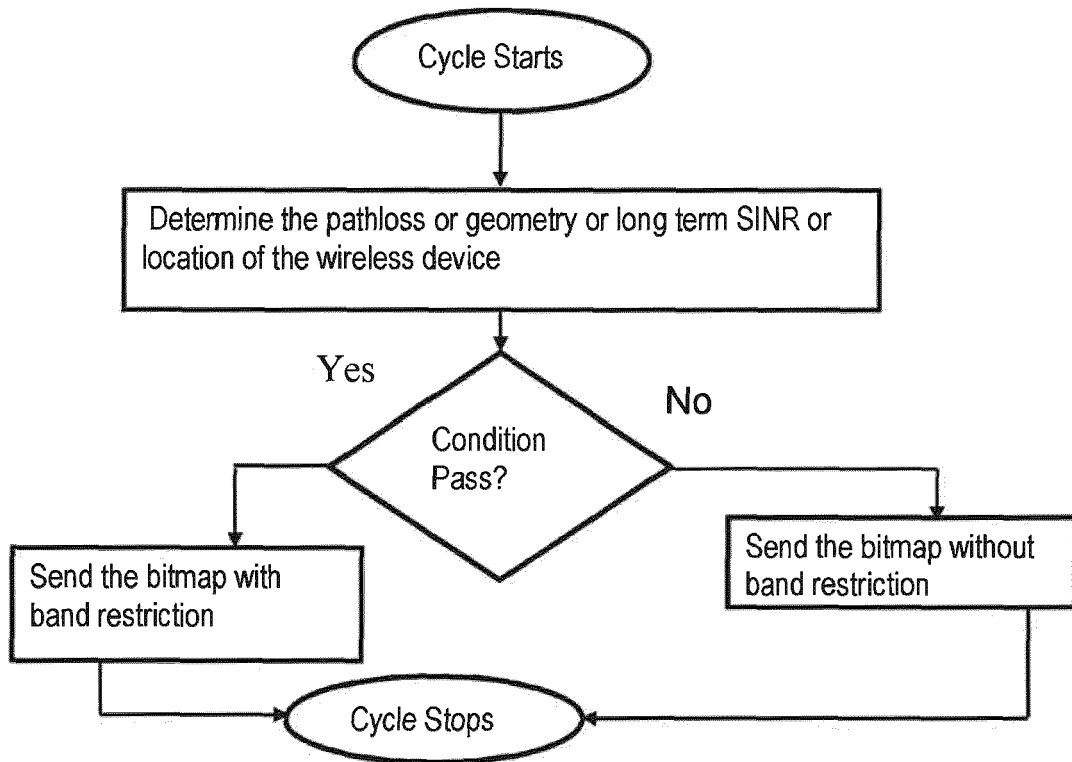 Cycle Starts
Determine the pathloss or geometry or long term SINR or
location of the wireless device
Yes
No
Condition
Pass?
Send the bitmap with
band restriction
Send the bitmap without
band restriction
Cycle Stops